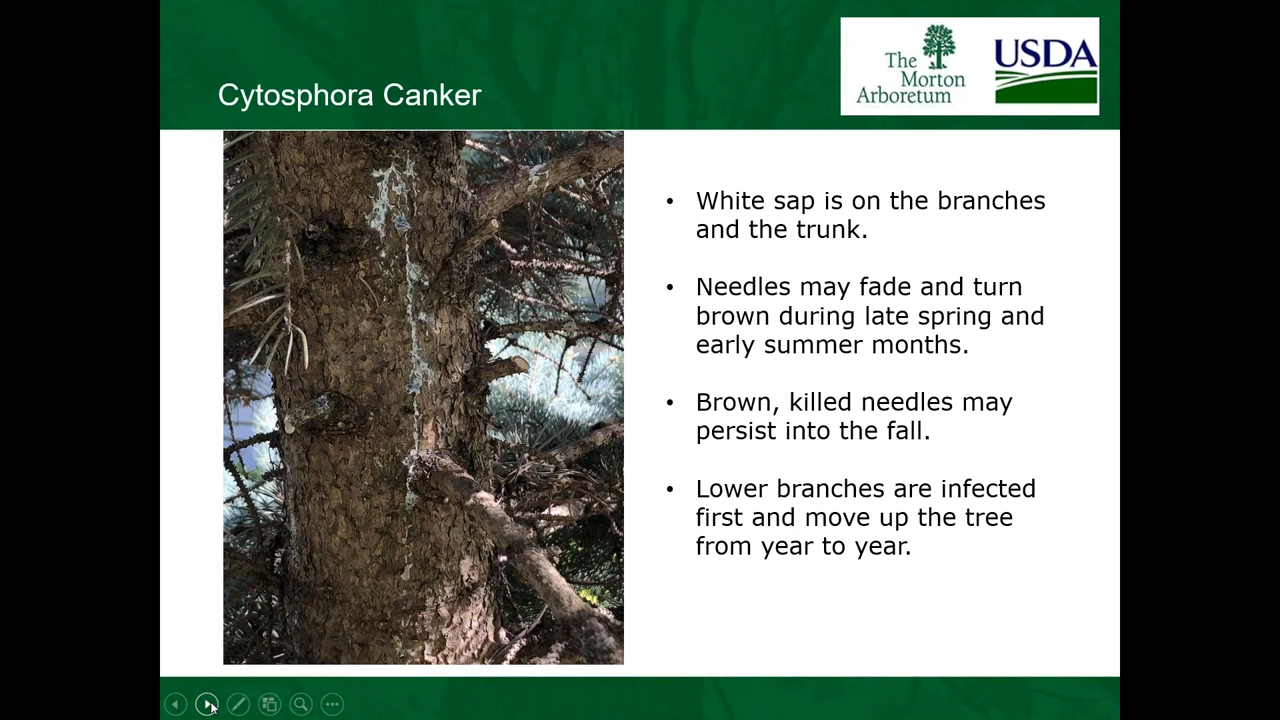 Cytosphora Canker
The
Morton
Arboretum
USDA
• White sap is on the branches
and the trunk.
• Needles may fade and turn
brown during late spring and
early summer months.
• Brown, killed needles may
persist into the fall.
• Lower branches are infected
first and move up the tree
from year to year.